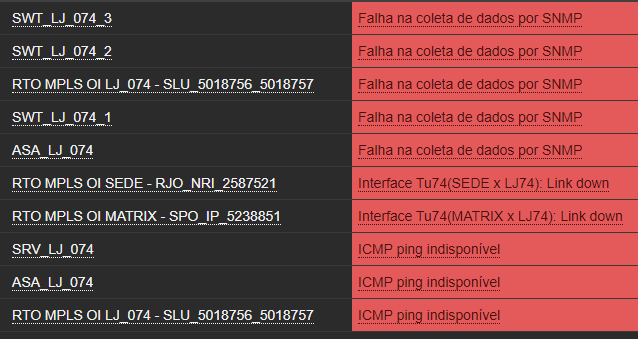 SWT_LJ_074_3 Falha na coleta de dados por SNMP
SWT_LJ_074_2 Falha na coleta de dados por SNMP
RTO MPLS OI LJ_074 - SLU_5018756_5018757 Falha na coleta de dados por SNMP
SWT_LJ_074_1 Falha na coleta de dados por SNMP
ASA_LJ_074 Falha na coleta de dados por SNMP
RTO MPLS OI SEDE - RJO_NRI_2587521 Interface Tu74(SEDE x LJ74): Link down
RTO MPLS OI MATRIX - SPO_IP_5238851 Interface Tu74(MATRIX x LJ74): Link down
SRV_LJ_074 ICMP ping indisponível
ASA_LJ_074 ICMP ping indisponível
RTO MPLS OI LJ_074 - SLU_5018756_5018757 ICMP ping indisponível